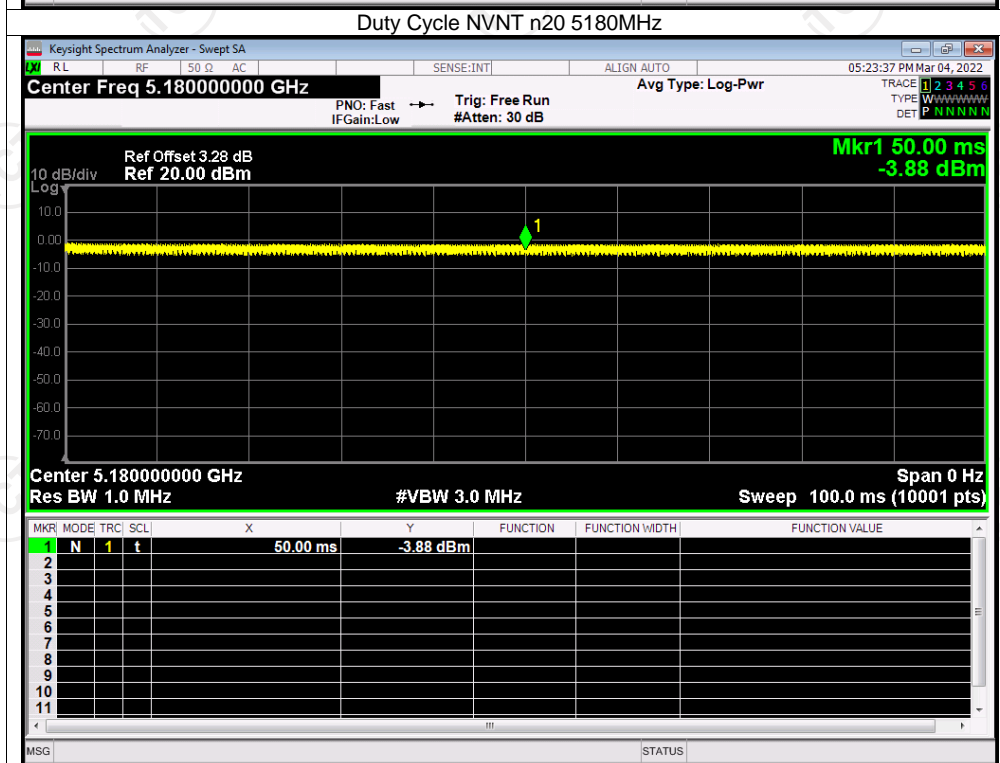 Duty Cycle NVNT n20 5180MHz
Keysight Spectrum Analyzer - Swept SA
LXI RL RF 50 Ω AC SENSE:INT ALIGN AUTO 05:23:37 PM Mar 04, 2022
Center Freq 5.180000000 GHz
PNO: Fast
IFGain:Low
Trig: Free Run
#Atten: 30 dB
Avg Type: Log-Pwr
TRACE 1 2 3 4 5 6
TYPE WWWWWW
DET P N N N N N
Mkr1 50.00 ms
-3.88 dBm
Ref Offset 3.28 dB
10 dB/div Ref 20.00 dBm
Log
10.0
1
0.00
-10.0
-20.0
-30.0
-40.0
-50.0
-60.0
-70.0
Center 5.180000000 GHz Span 0 Hz
Res BW 1.0 MHz #VBW 3.0 MHz Sweep 100.0 ms (10001 pts)
MKR MODE TRC SCL X Y FUNCTION FUNCTION WIDTH FUNCTION VALUE
1 N 1 t 50.00 ms -3.88 dBm
2
3
4
5
6
7
8
9
10
11
MSG STATUS